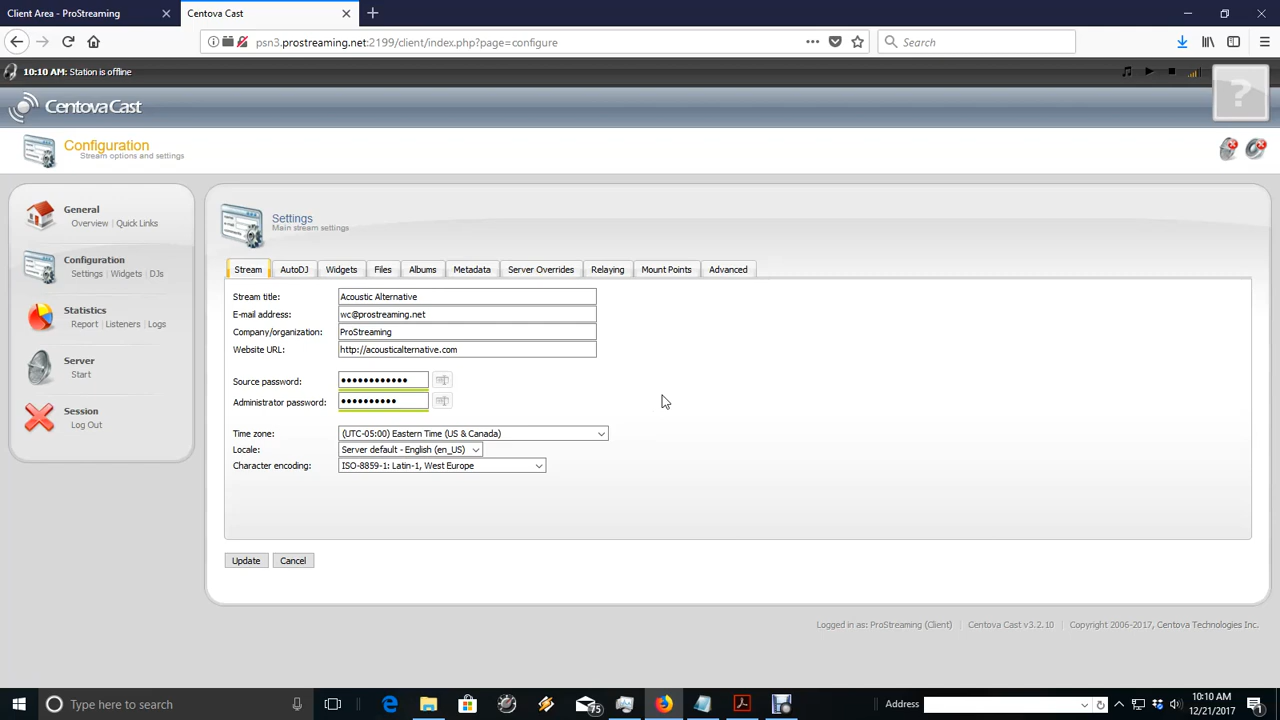 Client Area - ProStreaming
Centova Cast
psn3.prostreaming.net:2199/client/index.php?page=configure
Search
10:10 AM: Station is offline
CentovaCast
?
Configuration
Stream options and settings
General
Overview | Quick Links
Configuration
Settings | Widgets | DJs
Statistics
Report | Listeners | Logs
Server
Start
Session
Log Out
Settings
Main stream settings
Stream AutoDJ Widgets Files Albums Metadata Server Overrides Relaying Mount Points Advanced
Stream title: Acoustic Alternative
E-mail address: wc@prostreaming.net
Company/organization: ProStreaming
Website URL: http://acousticalternative.com
Source password: ••••••••••••
Administrator password: ••••••••••
Time zone: (UTC-05:00) Eastern Time (US & Canada)
Locale: Server default - English (en_US)
Character encoding: ISO-8859-1: Latin-1, West Europe
Update Cancel
Logged in as: ProStreaming (Client) | Centova Cast v3.2.10 | Copyright 2006-2017, Centova Technologies Inc.
Type here to search
75
Address
10:10 AM
12/21/2017
1